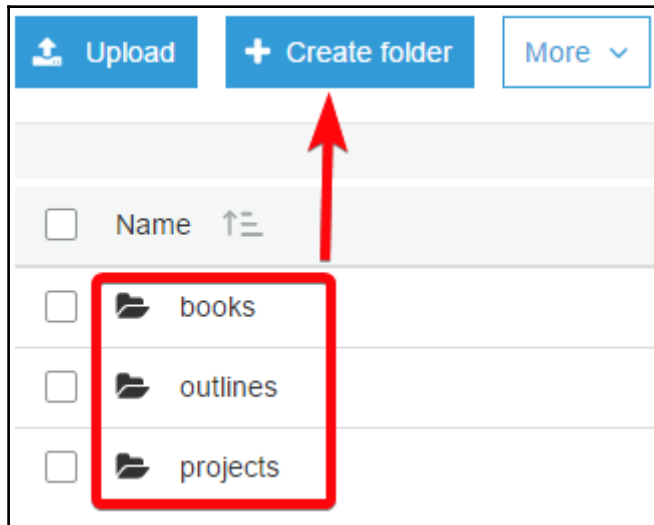 Upload Create folder More
Name
books
outlines
projects